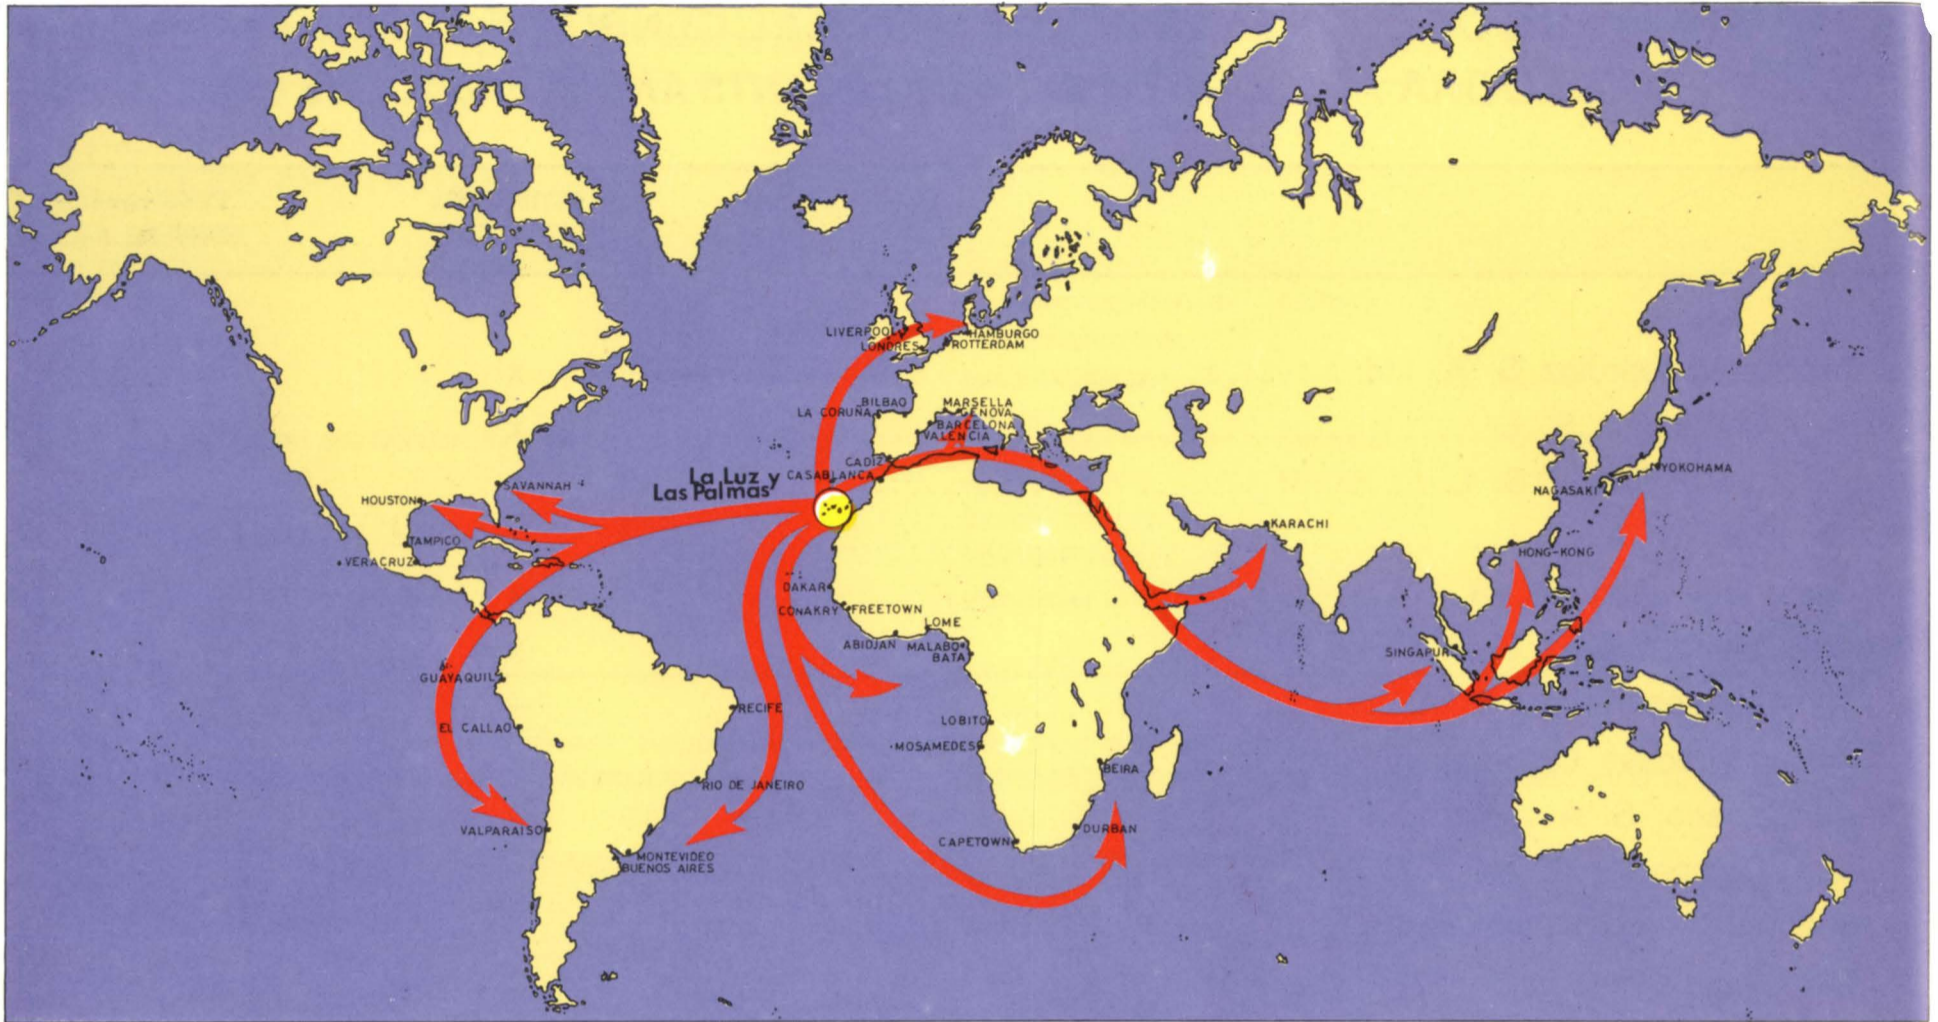 LIVERPOOL
LONDRES
HAMBURGO
ROTTERDAM
BILBAO
LA CORUÑA
MARSELLA
GENOVA
BARCELONA
VALENCIA
CADIZ
CASABLANCA
La Luz y
Las Palmas
SAVANNAH
HOUSTON
TAMPICO
VERACRUZ
YOKOHAMA
NAGASAKI
KARACHI
HONG-KONG
DAKAR
CONAKRY
FREETOWN
LOME
ABIDJAN
MALABO
BATA
SINGAPUR
GUAYAQUIL
RECIFE
EL CALLAO
LOBITO
MOSAMEDES
BEIRA
RIO DE JANEIRO
VALPARAISO
DURBAN
CAPETOWN
MONTEVIDEO
BUENOS AIRES